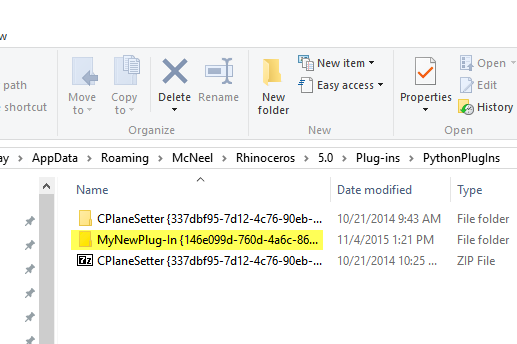 w
path
shortcut
Move to
Copy to
Delete
Rename
New folder
New item
Easy access
Properties
Open
Edit
History
Organize
New
Open
ay > AppData > Roaming > McNeel > Rhinoceros > 5.0 > Plug-ins > PythonPlugIns
Name Date modified Type
CPlaneSetter {337dbf95-7d12-4c76-90eb-... 10/21/2014 9:43 AM File folder
MyNewPlug-In {146e099d-760d-4a6c-86... 11/4/2015 1:21 PM File folder
CPlaneSetter {337dbf95-7d12-4c76-90eb-... 10/21/2014 10:25 ... ZIP File